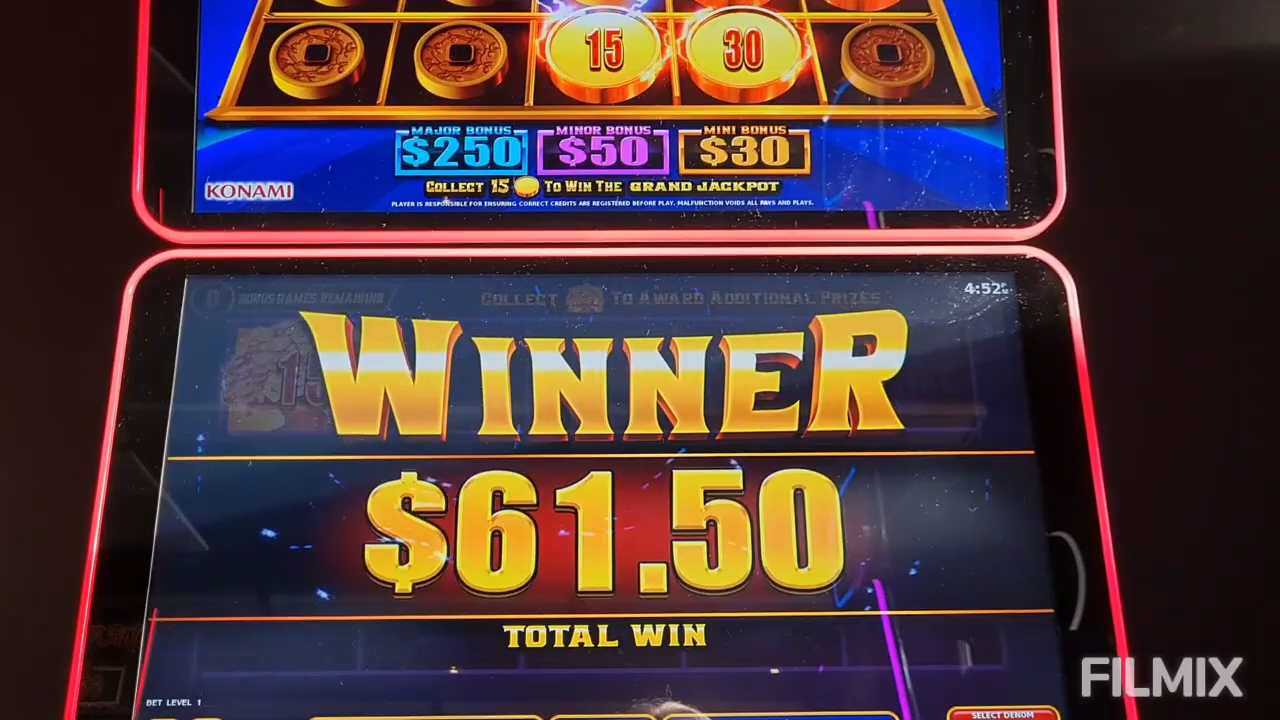 15 30
MAJOR BONUS MINOR BONUS MINI BONUS
$250 $50 $30
KONAMI
COLLECT 15 TO WIN THE GRAND JACKPOT
PLAYER IS RESPONSIBLE FOR ENSURING CORRECT CREDITS ARE REGISTERED BEFORE PLAY. MALFUNCTION VOIDS ALL PAYS AND PLAYS.
4:52
0 BONUS GAMES REMAINING COLLECT TO AWARD ADDITIONAL PRIZES
WINNER
$61.50
TOTAL WIN
BET LEVEL 1
SELECT DENOM
FILMIX